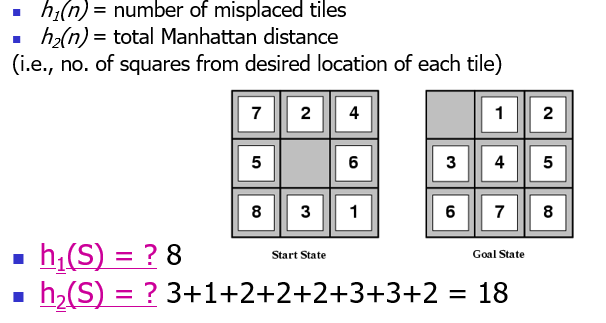 ▪ h₁(n) = number of misplaced tiles
▪ h₂(n) = total Manhattan distance
(i.e., no. of squares from desired location of each tile)
7 2 4
5 6
8 3 1
Start State
1 2
3 4 5
6 7 8
Goal State
▪ h₁(S) = ? 8
▪ h₂(S) = ? 3+1+2+2+2+3+3+2 = 18